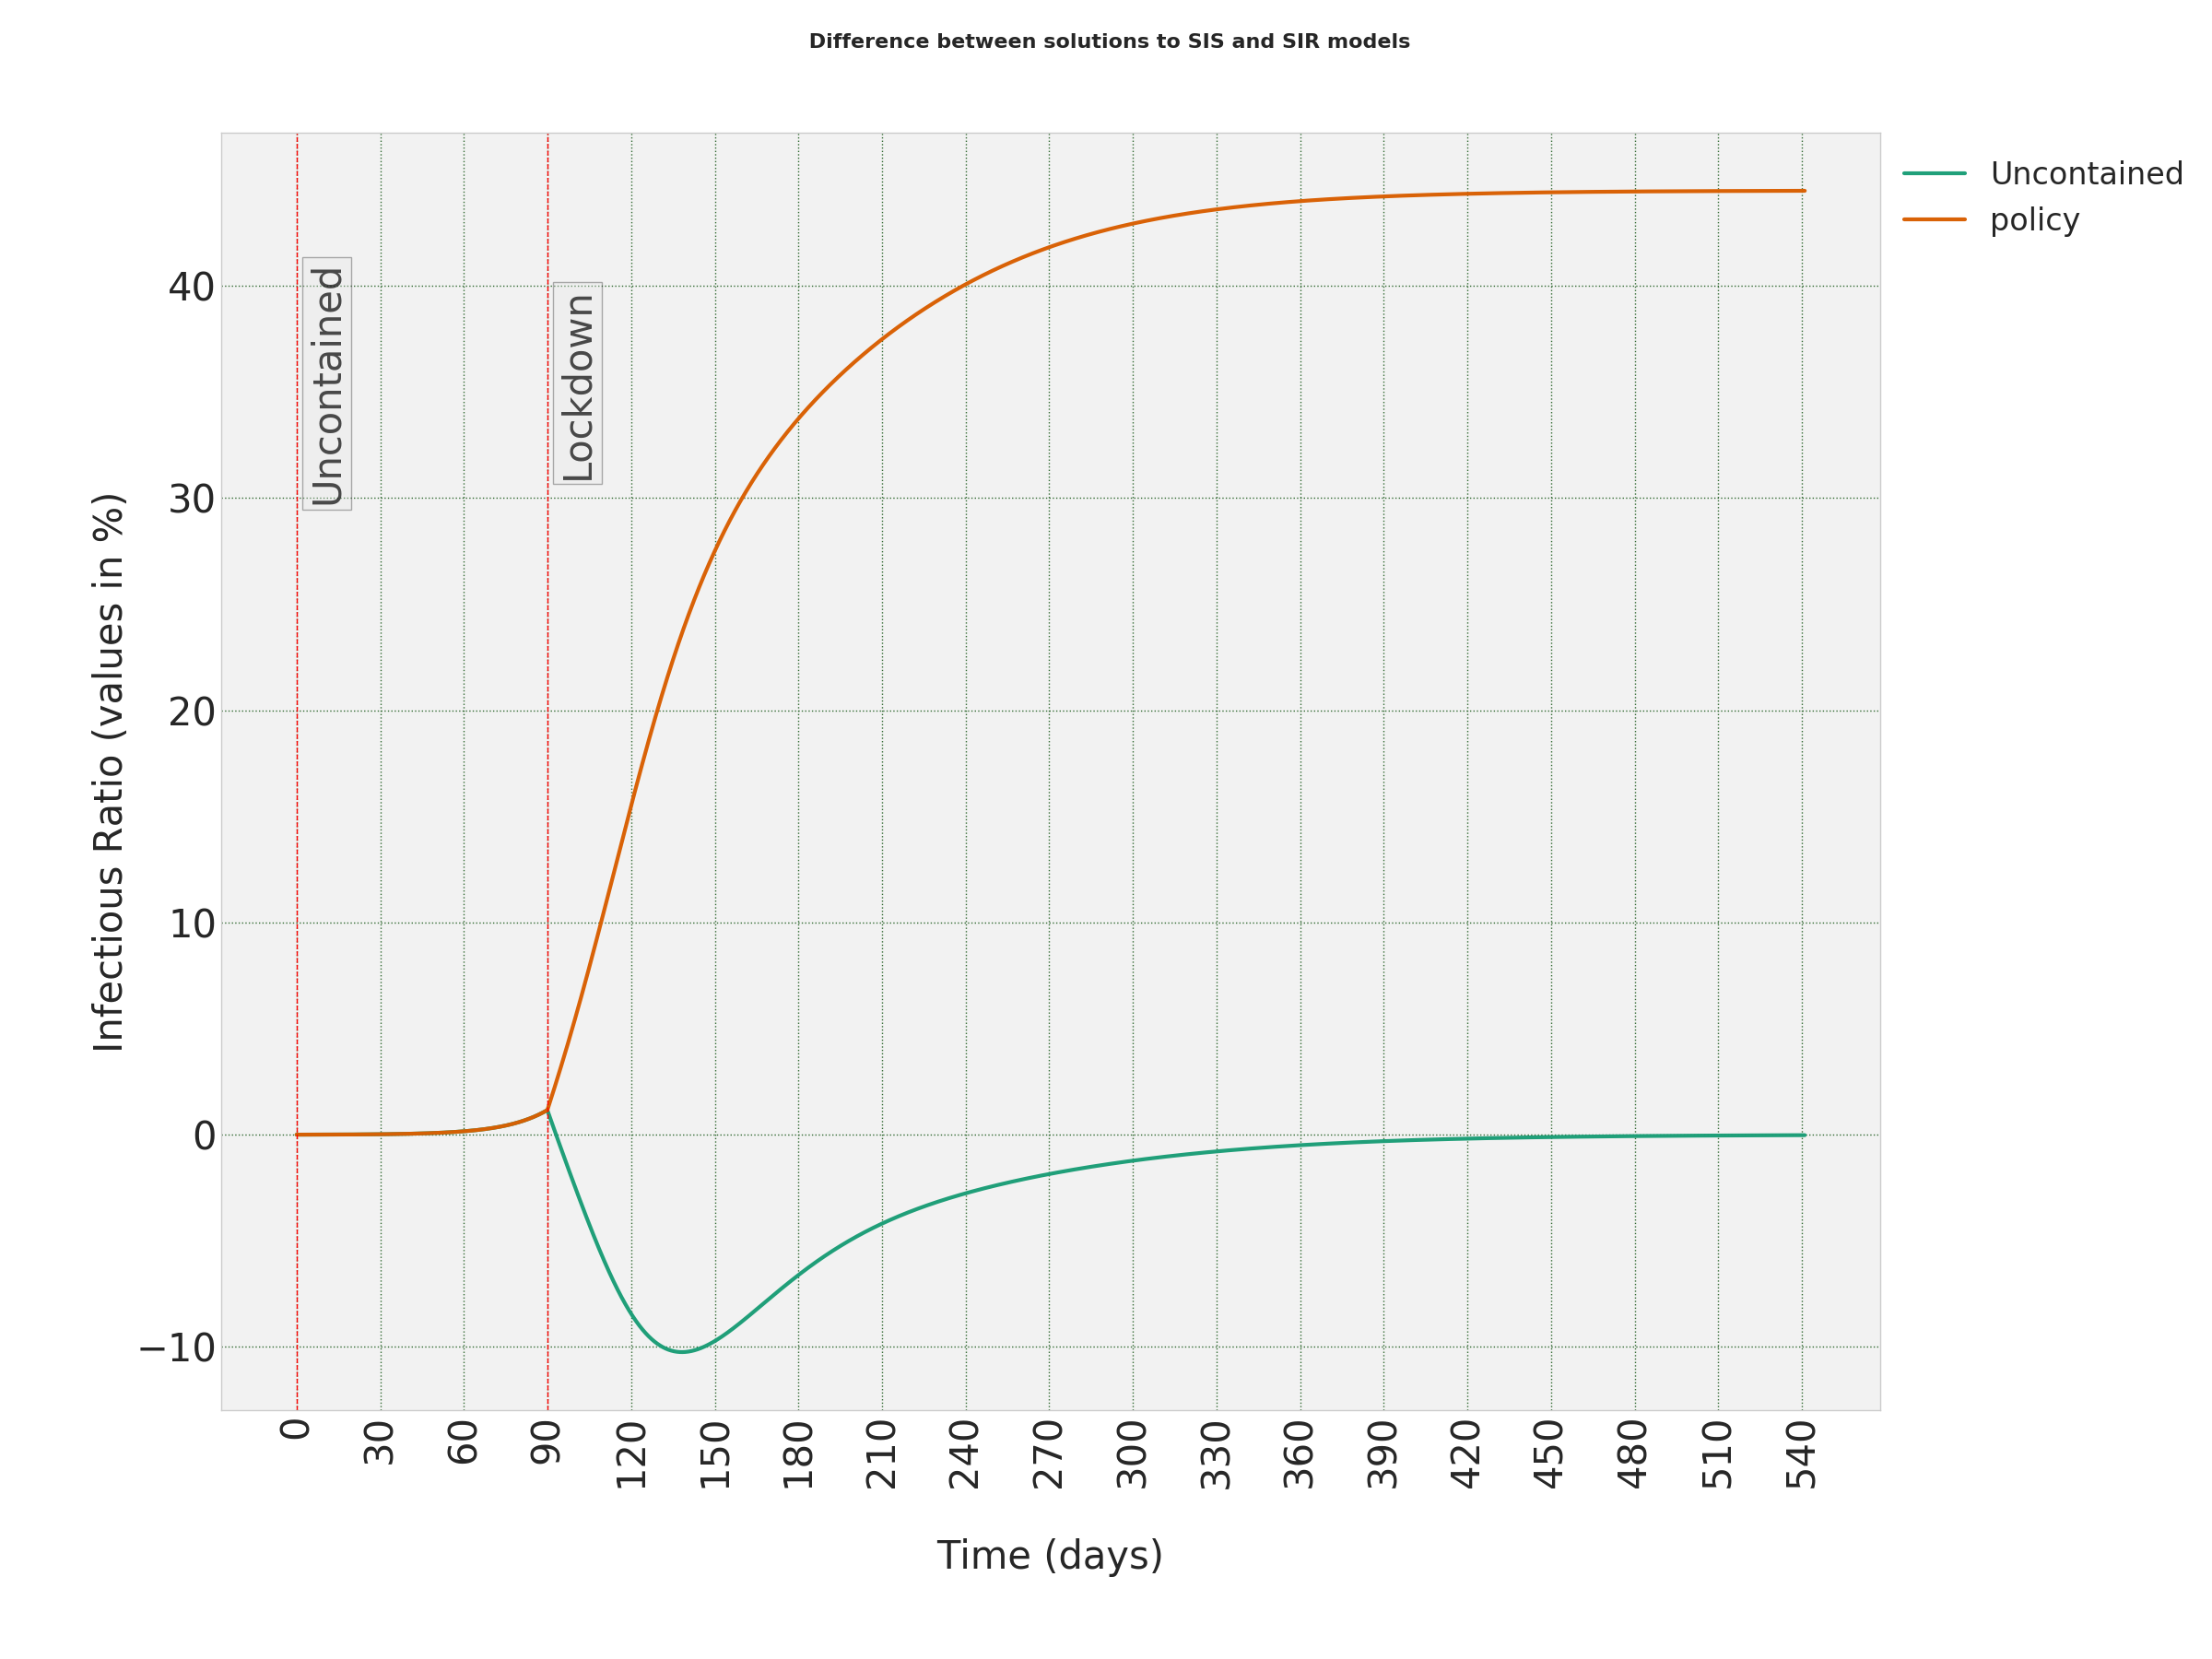 Difference between solutions to SIS and SIR models
Uncontained
policy
Uncontained
Lockdown
Infectious Ratio (values in %)
40
30
20
10
0
−10
0 30 60 90 120 150 180 210 240 270 300 330 360 390 420 450 480 510 540
Time (days)